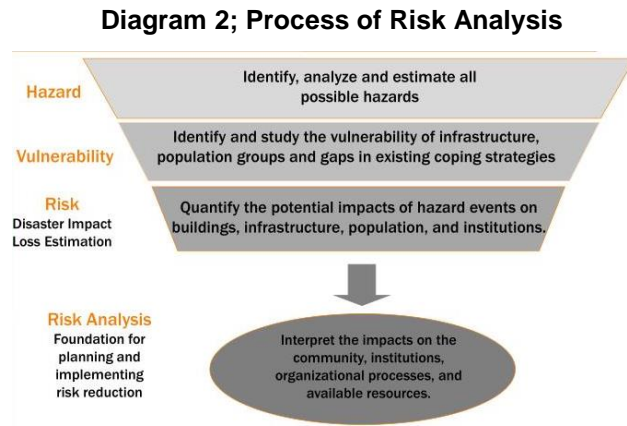 Diagram 2; Process of Risk Analysis
Hazard
Identify, analyze and estimate all
possible hazards
Vulnerability
Identify and study the vulnerability of infrastructure,
population groups and gaps in existing coping strategies
Risk
Disaster Impact
Loss Estimation
Quantify the potential impacts of hazard events on
buildings, infrastructure, population, and institutions.
Risk Analysis
Foundation for
planning and
implementing
risk reduction
Interpret the impacts on the
community, institutions,
organizational processes, and
available resources.